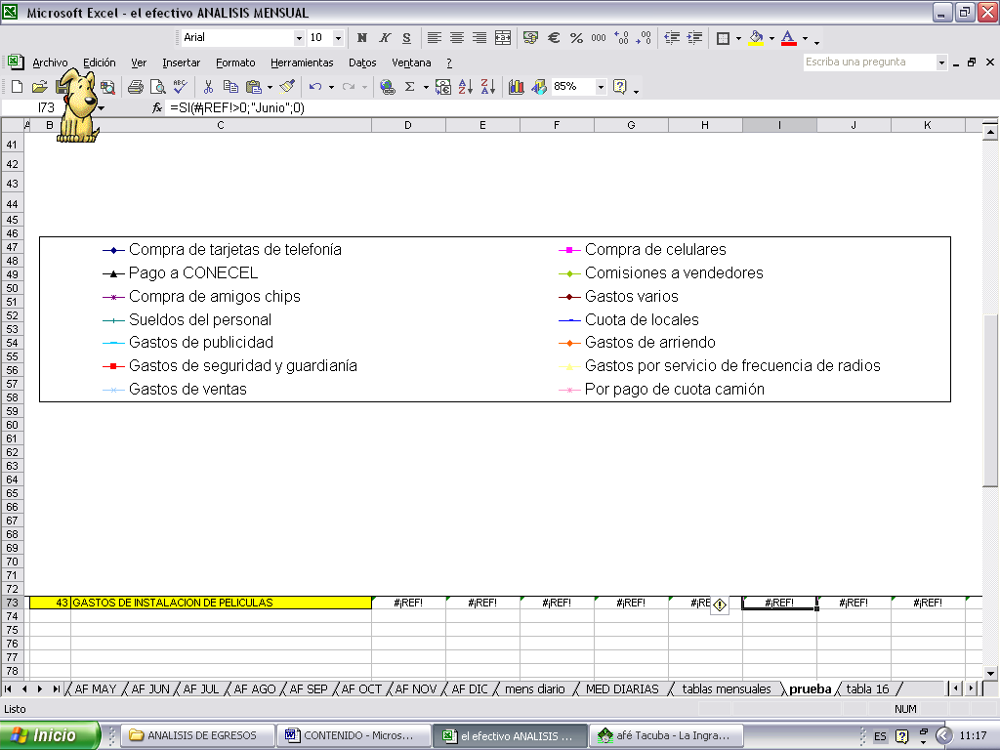 Microsoft Excel - el efectivo ANALISIS MENSUAL
Arial 10 N K S € % 000
Archivo Edición Ver Insertar Formato Herramientas Datos Ventana ? Escriba una pregunta
Σ 85%
I73 fx =SI(#¡REF!>0;"Junio";0)
A B C D E F G H I J K
41
42
43
44
45
46
47 Compra de tarjetas de telefonía Compra de celulares
48
49 Pago a CONECEL Comisiones a vendedores
50
51 Compra de amigos chips Gastos varios
52
53 Sueldos del personal Cuota de locales
54 Gastos de publicidad Gastos de arriendo
55
56 Gastos de seguridad y guardianía Gastos por servicio de frecuencia de radios
57
58 Gastos de ventas Por pago de cuota camión
59
60
61
62
63
64
65
66
67
68
69
70
71
72
73 43 GASTOS DE INSTALACION DE PELICULAS #¡REF! #¡REF! #¡REF! #¡REF! #¡RE #¡REF! #¡REF! #¡REF!
74
75
76
77
78
AF MAY AF JUN AF JUL AF AGO AF SEP AF OCT AF NOV AF DIC mens diario MED DIARIAS tablas mensuales prueba tabla 16
Listo NUM
Inicio ANALISIS DE EGRESOS CONTENIDO - Micros... el efectivo ANALISIS ... afé Tacuba - La Ingra... ES 11:17